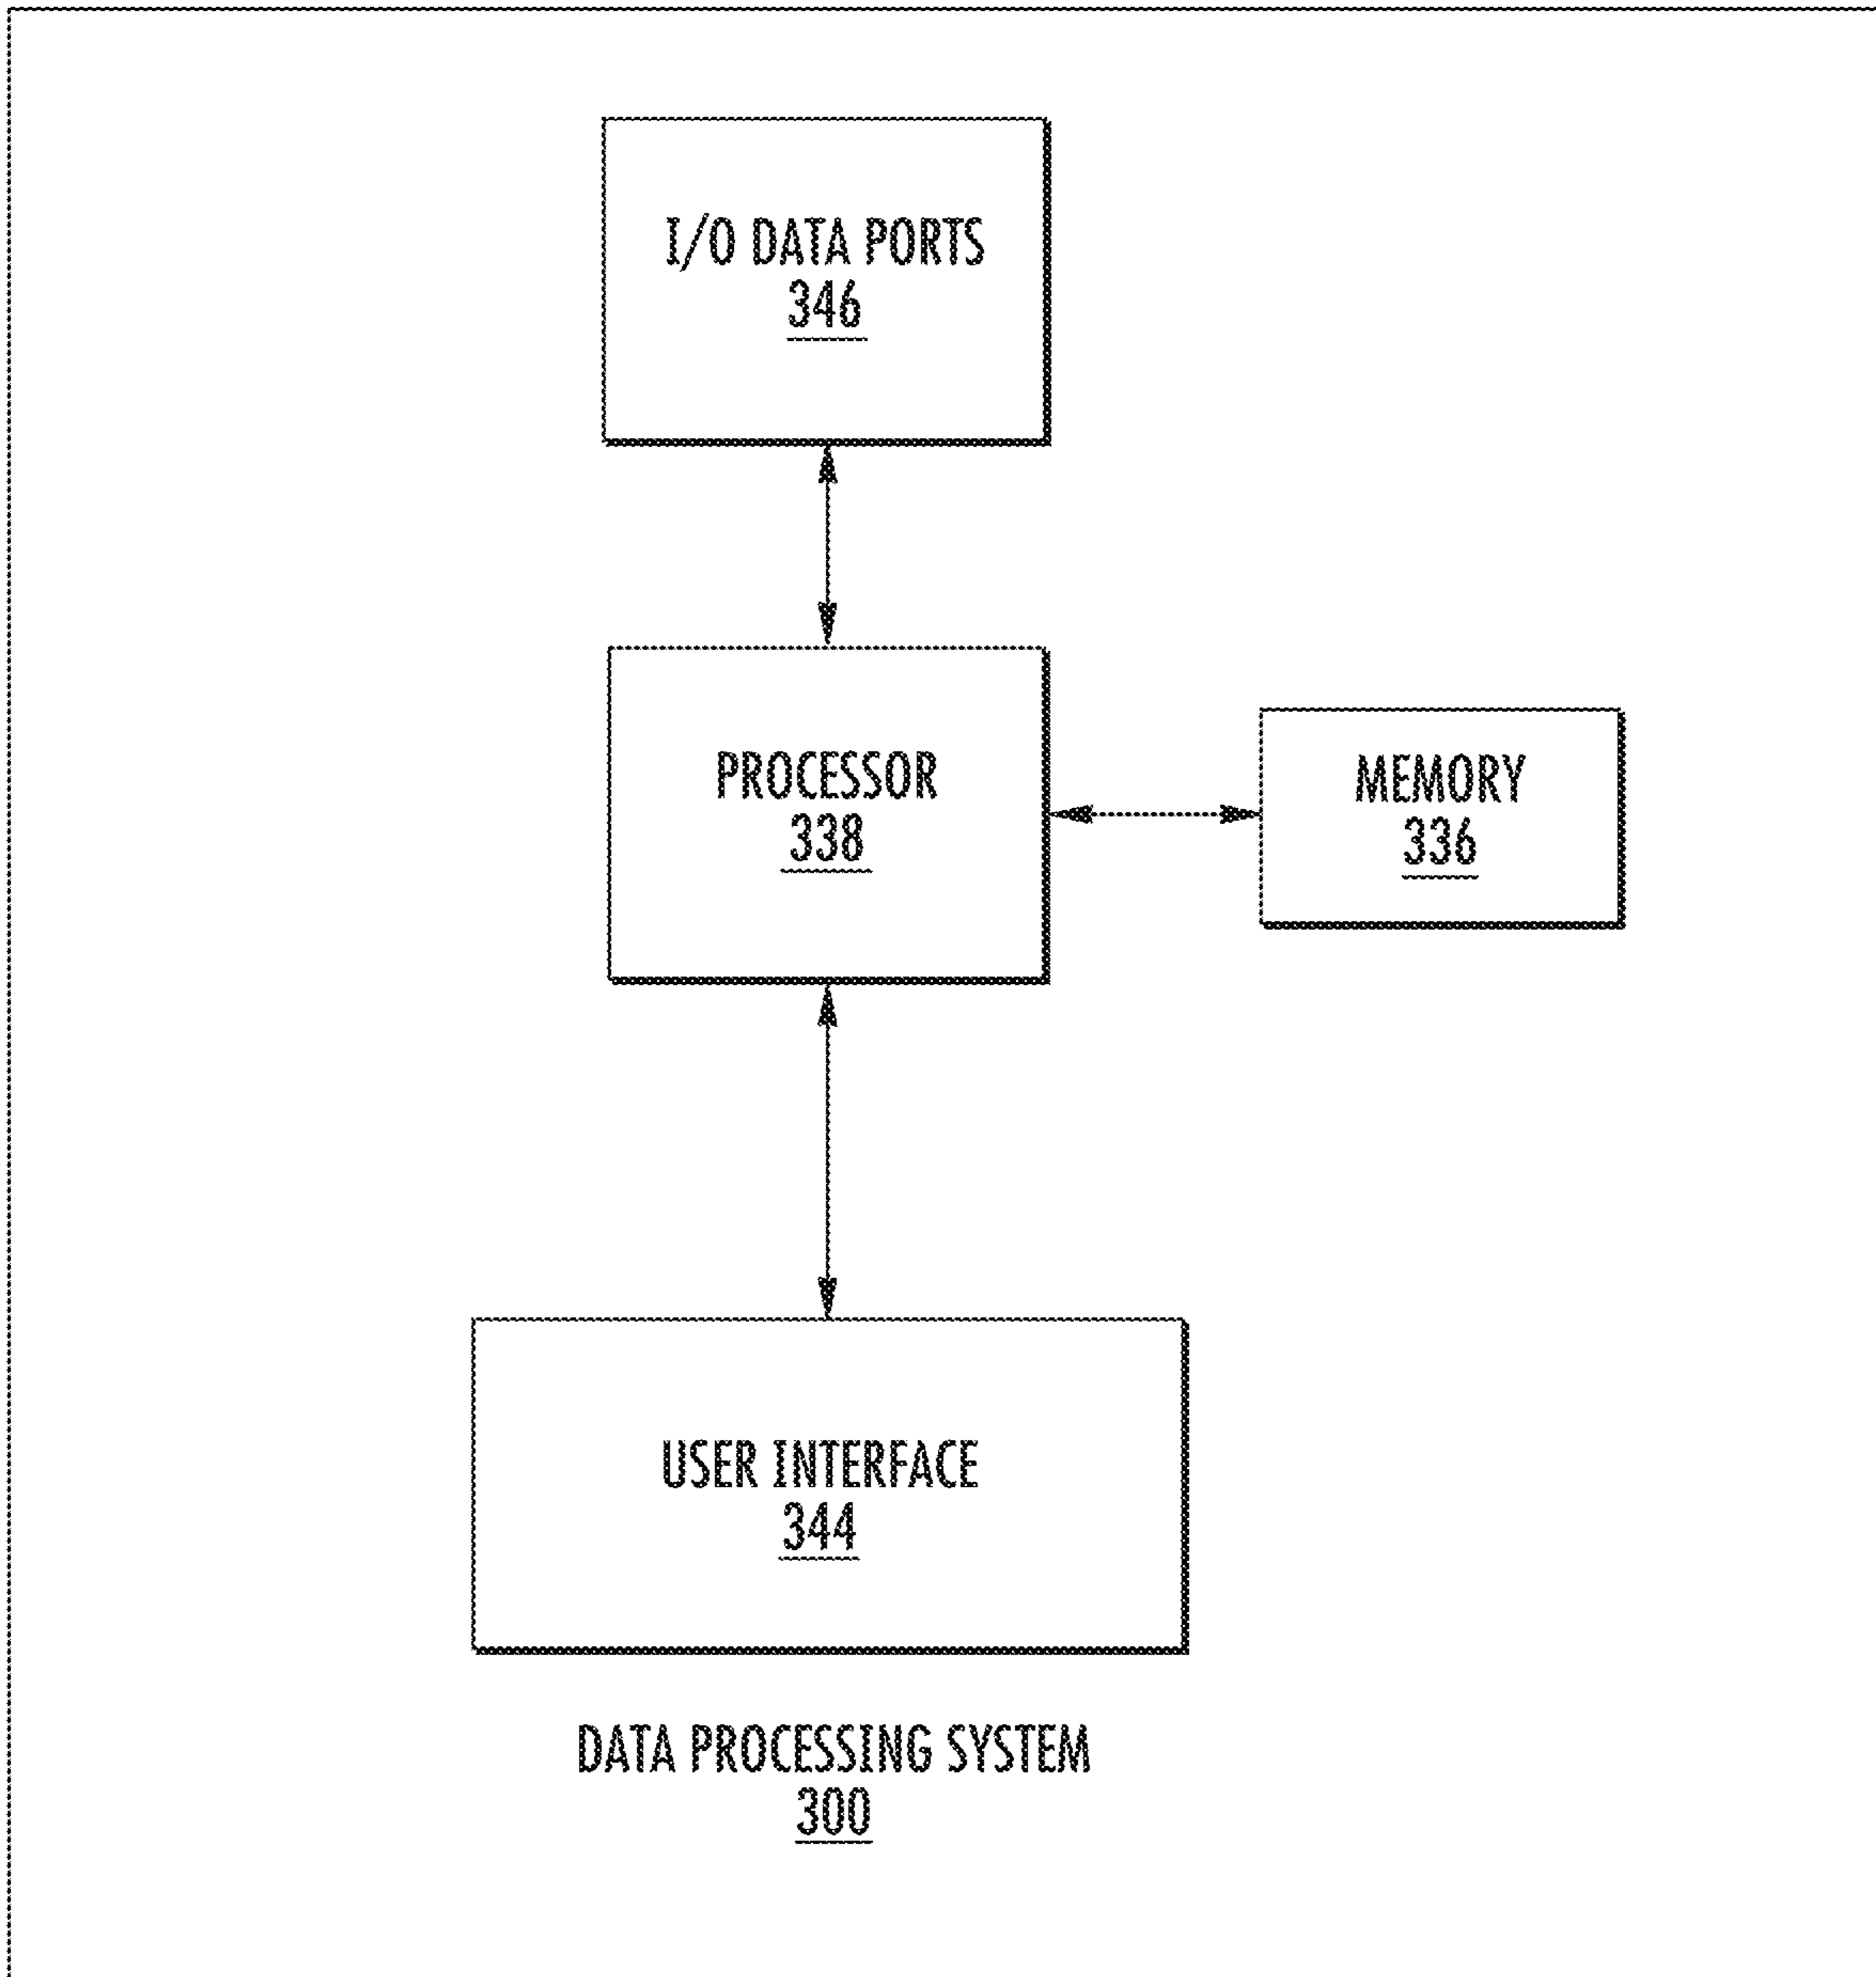 I/O DATA PORTS
346
PROCESSOR
338
MEMORY
336
USER INTERFACE
344
DATA PROCESSING SYSTEM
300